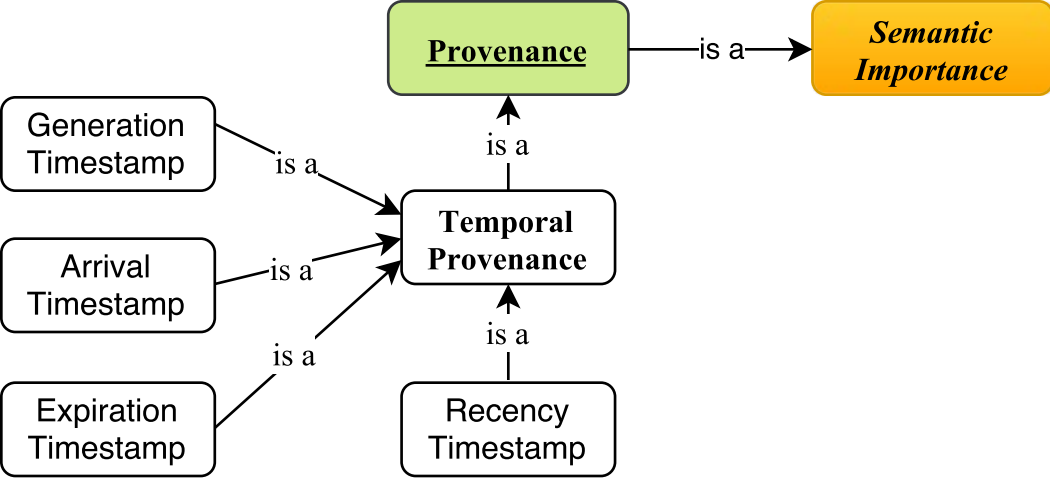 Provenance
is a
Semantic
Importance
Generation
Timestamp
is a
is a
Temporal
Provenance
Arrival
Timestamp
is a
is a
is a
Expiration
Timestamp
Recency
Timestamp